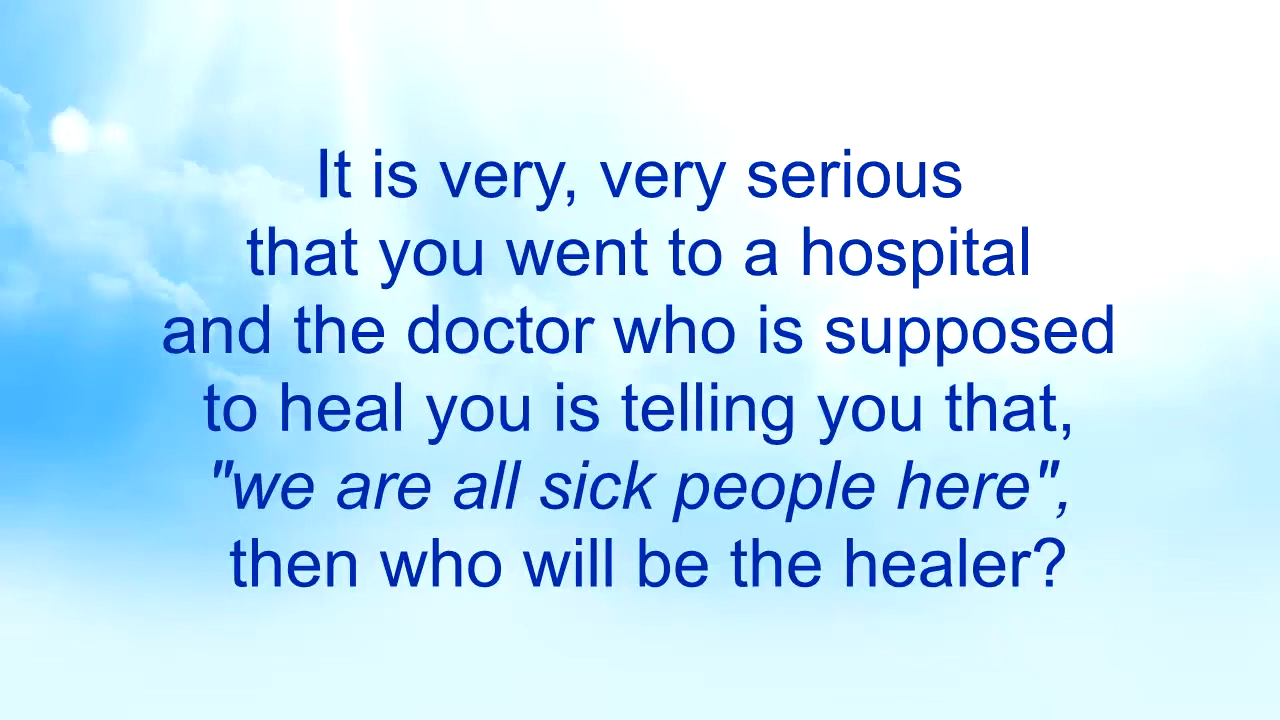 It is very, very serious
that you went to a hospital
and the doctor who is supposed
to heal you is telling you that,
"we are all sick people here",
then who will be the healer?